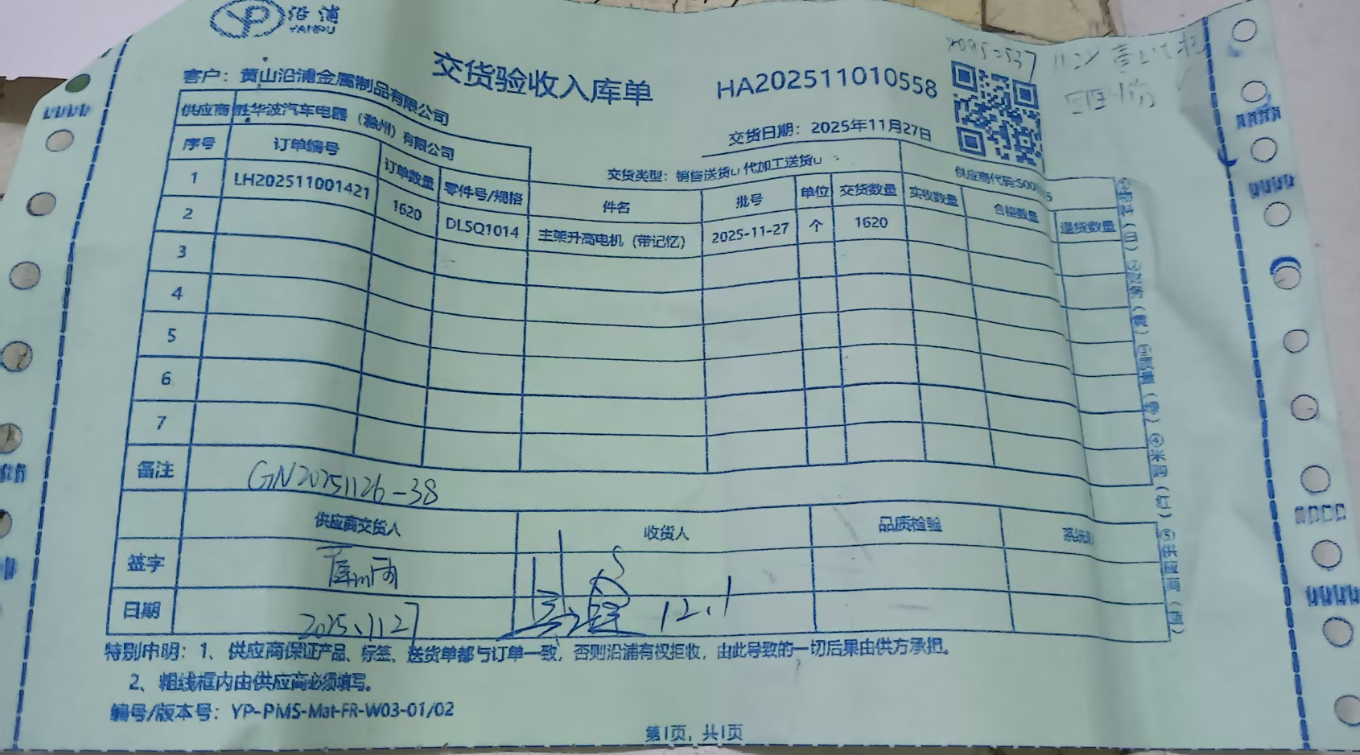 YP 沿浦
YANPU
交货验收入库单
HA202511010558
客户：黄山沿浦金属制品有限公司
交货日期：2025年11月27日
供应商 胜华波汽车电器（滁州）有限公司
交货类型：销售送货 代加工送货
供应商代码:S00
序号 订单编号 订单数量 零件号/规格 件名 批号 单位 交货数量 实收数量 合格数量 退货数量
1 LH202511001421 1620 DLSQ1014 主架升高电机（带记忆） 2025-11-27 个 1620
2
3
4
5
6
7
备注 GN20251126-38
供应商交货人 收货人 品质检验
签字
日期 2025.11.27 12.1
特别申明：1、供应商保证产品、标签、送货单都与订单一致，否则沿浦有权拒收，由此导致的一切后果由供方承担。
2、粗线框内由供应商必须填写。
编号/版本号：YP-PMS-Mat-FR-W03-01/02
第1页，共1页